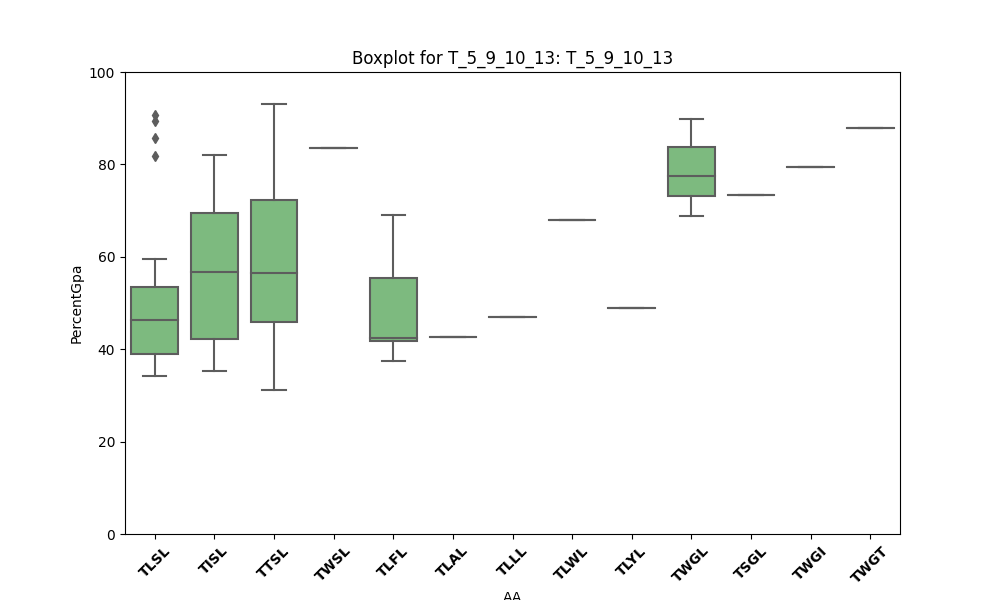 Boxplot for T_5_9_10_13: T_5_9_10_13
100
80
60
40
20
0
PercentGpa
TLSL
TISL
TTSL
TWSL
TLFL
TLAL
TLLL
TLWL
TLYL
TWGL
TSGL
TWGI
TWGT
AA